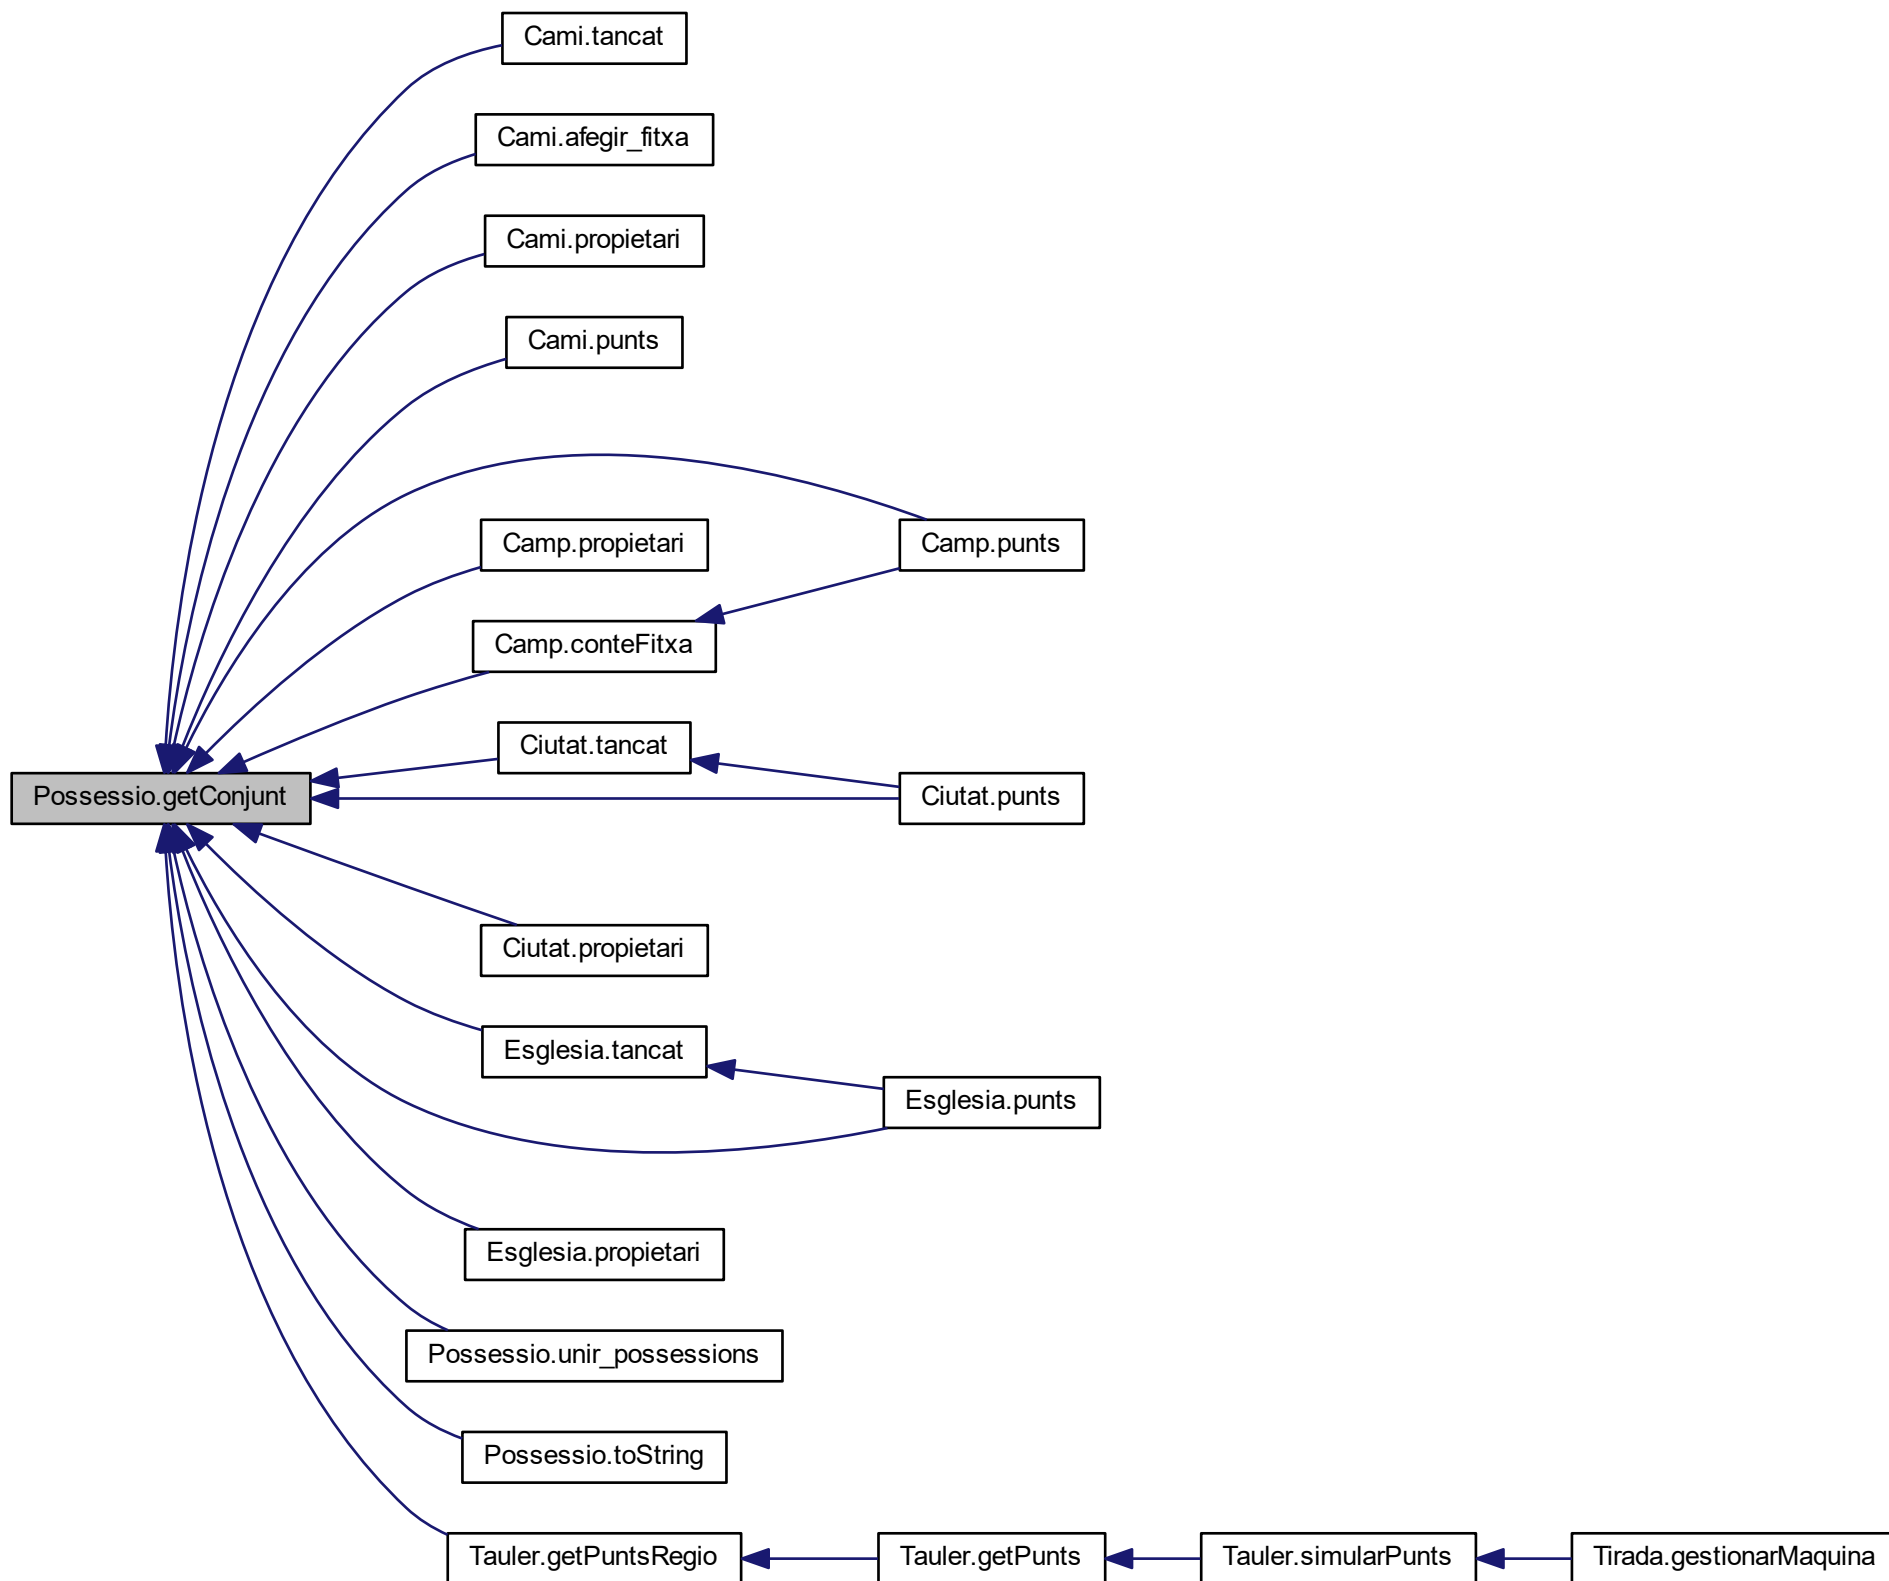 Cami.tancat
Cami.afegir_fitxa
Cami.propietari
Cami.punts
Camp.propietari
Camp.punts
Camp.conteFitxa
Ciutat.tancat
Possessio.getConjunt
Ciutat.punts
Ciutat.propietari
Esglesia.tancat
Esglesia.punts
Esglesia.propietari
Possessio.unir_possessions
Possessio.toString
Tauler.getPuntsRegio
Tauler.getPunts
Tauler.simularPunts
Tirada.gestionarMaquina